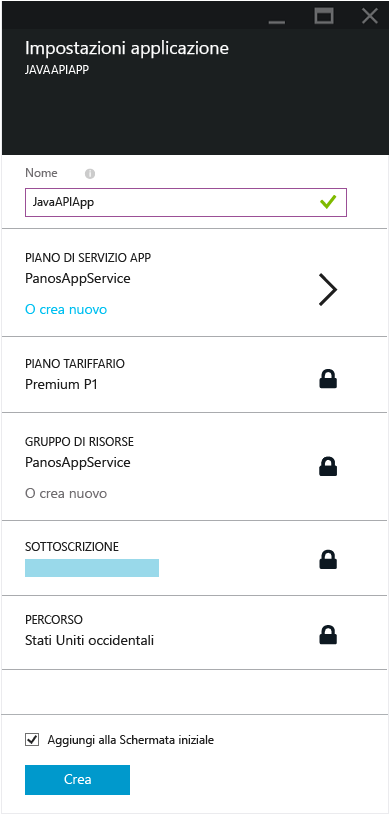 Impostazioni applicazione
JAVAAPIAPP
Nome
JavaAPIApp
PIANO DI SERVIZIO APP
PanosAppService
O crea nuovo
PIANO TARIFFARIO
Premium P1
GRUPPO DI RISORSE
PanosAppService
O crea nuovo
SOTTOSCRIZIONE
PERCORSO
Stati Uniti occidentali
Aggiungi alla Schermata iniziale
Crea